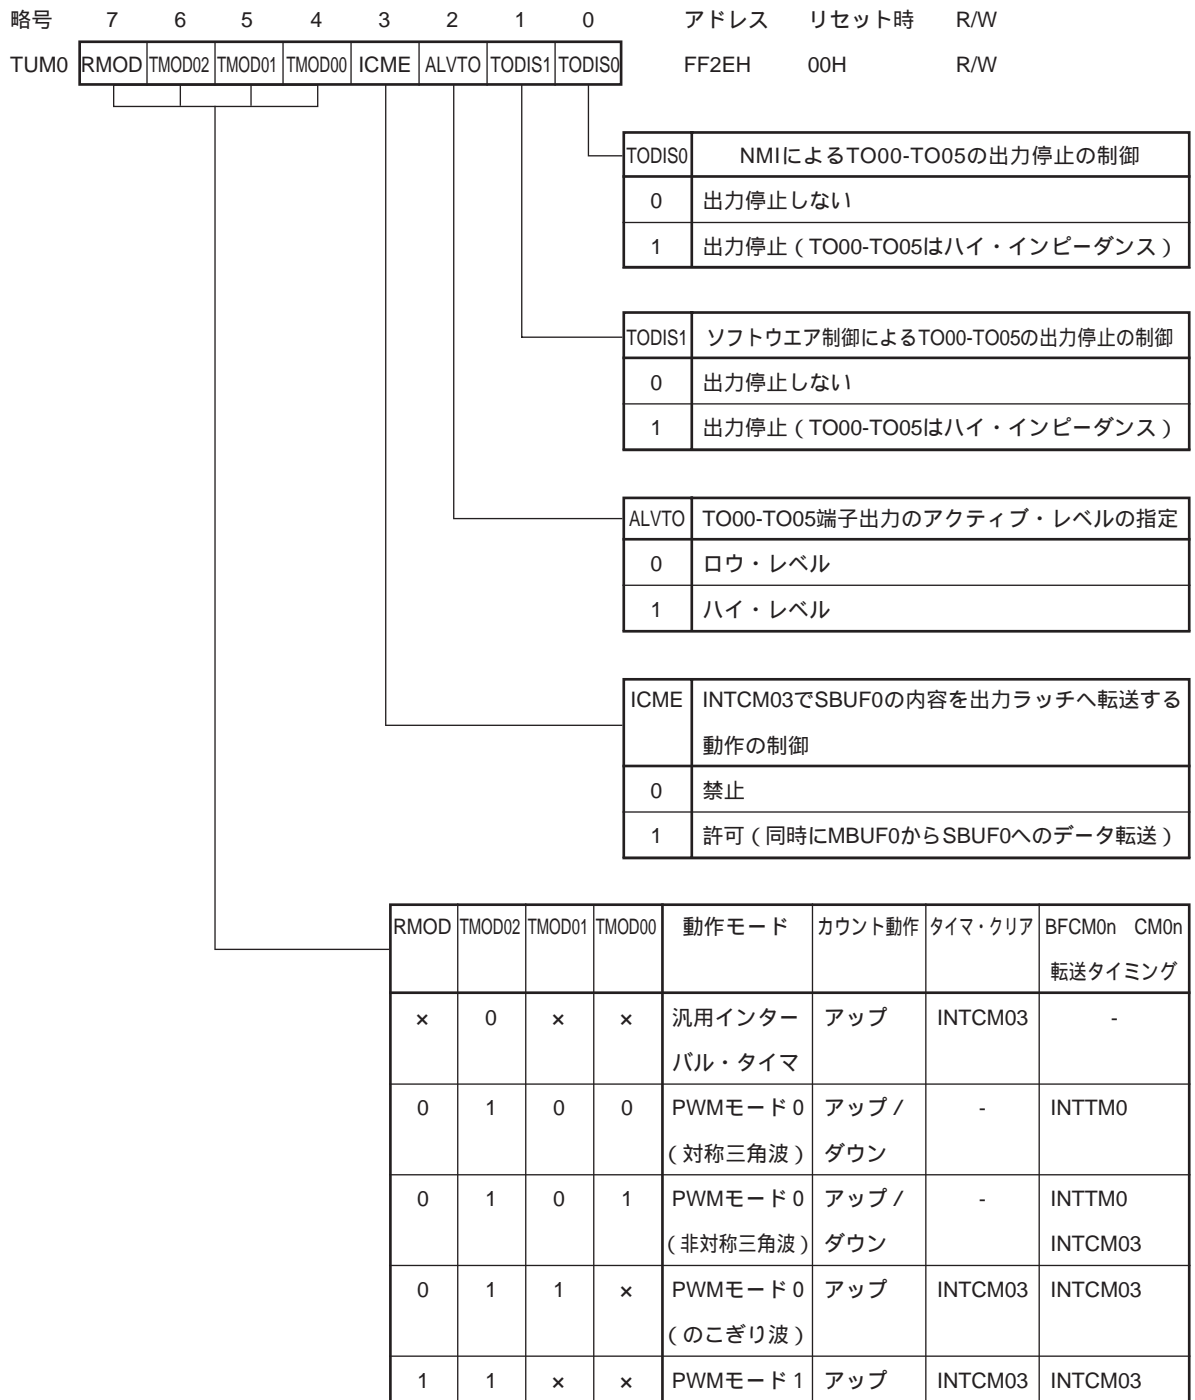 略号 7 6 5 4 3 2 1 0 アドレス リセット時 R/W
TUM0 RMOD TMOD02 TMOD01 TMOD00 ICME ALVTO TODIS1 TODIS0 FF2EH 00H R/W
TODIS0 NMIによるTO00-TO05の出力停止の制御
0 出力停止しない
1 出力停止（TO00-TO05はハイ・インピーダンス）
TODIS1 ソフトウエア制御によるTO00-TO05の出力停止の制御
0 出力停止しない
1 出力停止（TO00-TO05はハイ・インピーダンス）
ALVTO TO00-TO05端子出力のアクティブ・レベルの指定
0 ロウ・レベル
1 ハイ・レベル
ICME INTCM03でSBUF0の内容を出力ラッチへ転送する
動作の制御
0 禁止
1 許可（同時にMBUF0からSBUF0へのデータ転送）
RMOD TMOD02 TMOD01 TMOD00 動作モード カウント動作 タイマ・クリア BFCM0n CM0n
転送タイミング
× 0 × × 汎用インター アップ INTCM03 -
バル・タイマ
0 1 0 0 PWMモード0 アップ／ - INTTM0
（対称三角波） ダウン
0 1 0 1 PWMモード0 アップ／ - INTTM0
（非対称三角波） ダウン INTCM03
0 1 1 × PWMモード0 アップ INTCM03 INTCM03
（のこぎり波）
1 1 × × PWMモード1 アップ INTCM03 INTCM03